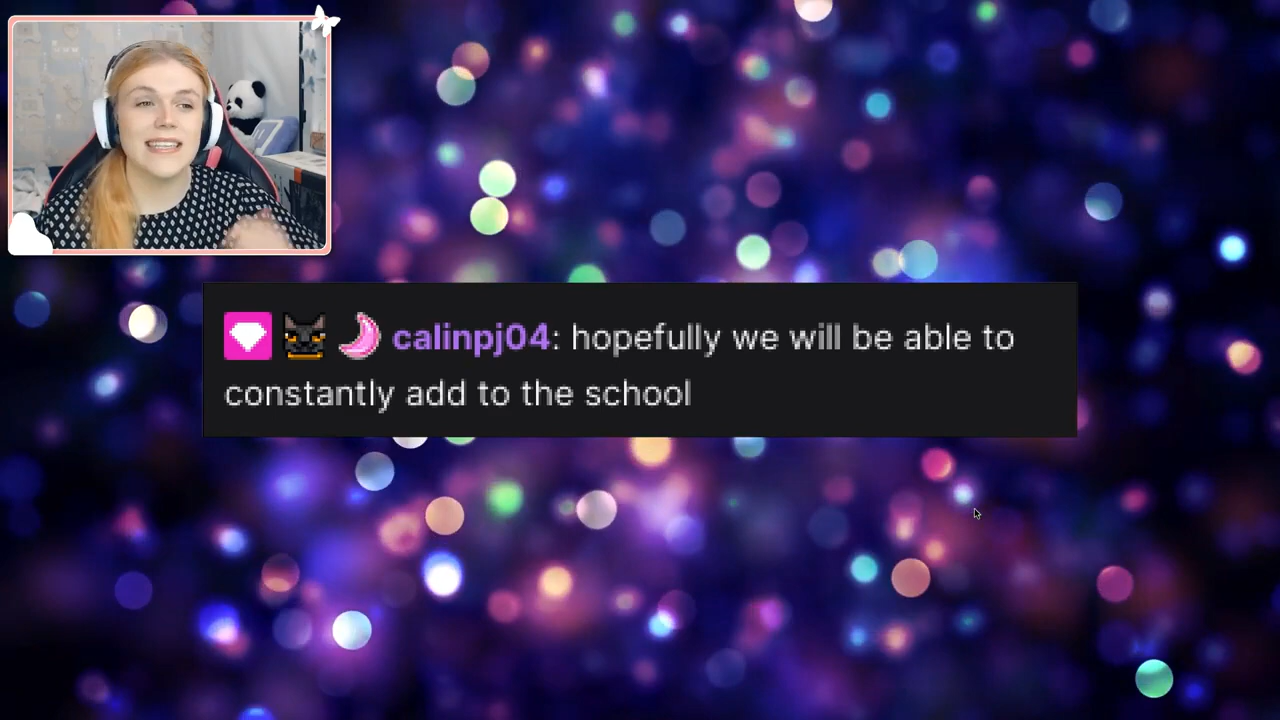 calinpj04: hopefully we will be able to
constantly add to the school